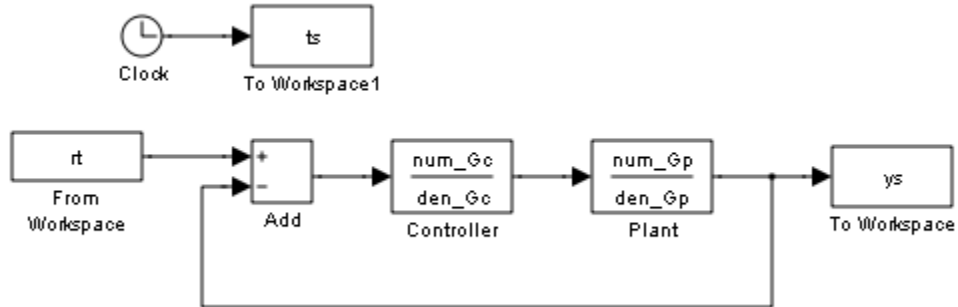 ts
Clock
To Workspace1
rt
From
Workspace
+
−
Add
num_Gc
den_Gc
Controller
num_Gp
den_Gp
Plant
ys
To Workspace